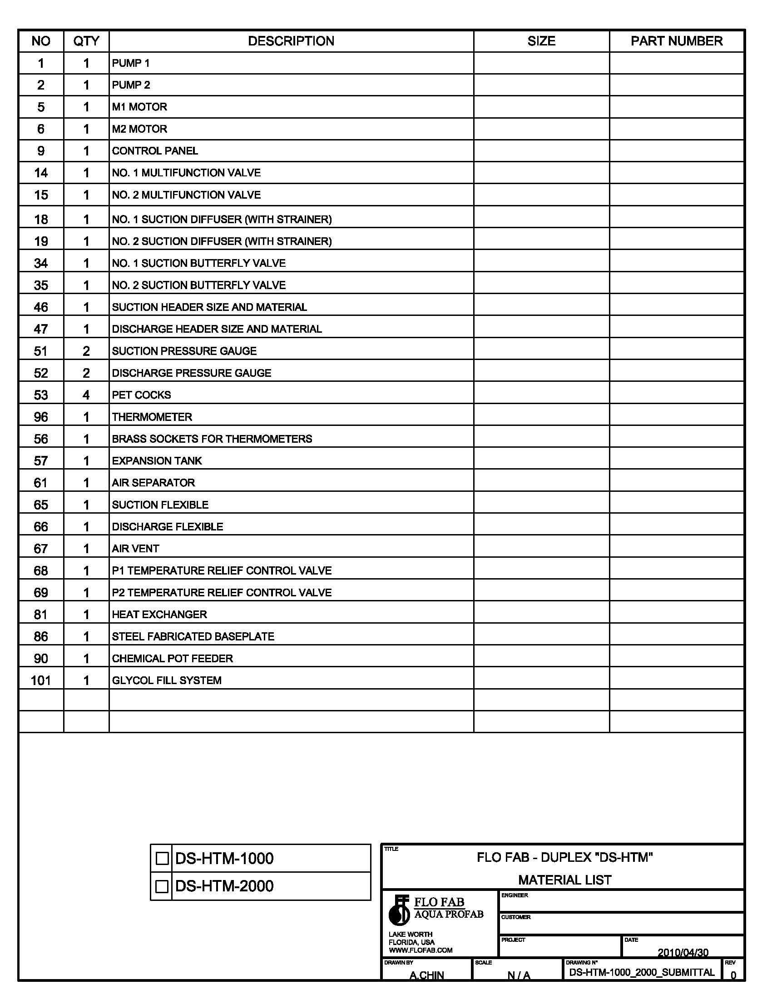 NO QTY DESCRIPTION SIZE PART NUMBER
1 1 PUMP 1
2 1 PUMP 2
5 1 M1 MOTOR
6 1 M2 MOTOR
9 1 CONTROL PANEL
14 1 NO. 1 MULTIFUNCTION VALVE
15 1 NO. 2 MULTIFUNCTION VALVE
18 1 NO. 1 SUCTION DIFFUSER (WITH STRAINER)
19 1 NO. 2 SUCTION DIFFUSER (WITH STRAINER)
34 1 NO. 1 SUCTION BUTTERFLY VALVE
35 1 NO. 2 SUCTION BUTTERFLY VALVE
46 1 SUCTION HEADER SIZE AND MATERIAL
47 1 DISCHARGE HEADER SIZE AND MATERIAL
51 2 SUCTION PRESSURE GAUGE
52 2 DISCHARGE PRESSURE GAUGE
53 4 PET COCKS
96 1 THERMOMETER
56 1 BRASS SOCKETS FOR THERMOMETERS
57 1 EXPANSION TANK
61 1 AIR SEPARATOR
65 1 SUCTION FLEXIBLE
66 1 DISCHARGE FLEXIBLE
67 1 AIR VENT
68 1 P1 TEMPERATURE RELIEF CONTROL VALVE
69 1 P2 TEMPERATURE RELIEF CONTROL VALVE
81 1 HEAT EXCHANGER
86 1 STEEL FABRICATED BASEPLATE
90 1 CHEMICAL POT FEEDER
101 1 GLYCOL FILL SYSTEM
DS-HTM-1000
DS-HTM-2000
TITLE
FLO FAB - DUPLEX "DS-HTM"
MATERIAL LIST
FLO FAB
AQUA PROFAB
LAKE WORTH
FLORIDA, USA
WWW.FLOFAB.COM
ENGINEER
CUSTOMER
PROJECT
DATE
2010/04/30
DRAWIN BY
A.CHIN
SCALE
N / A
DRAWING N°
DS-HTM-1000_2000_SUBMITTAL
REV
0